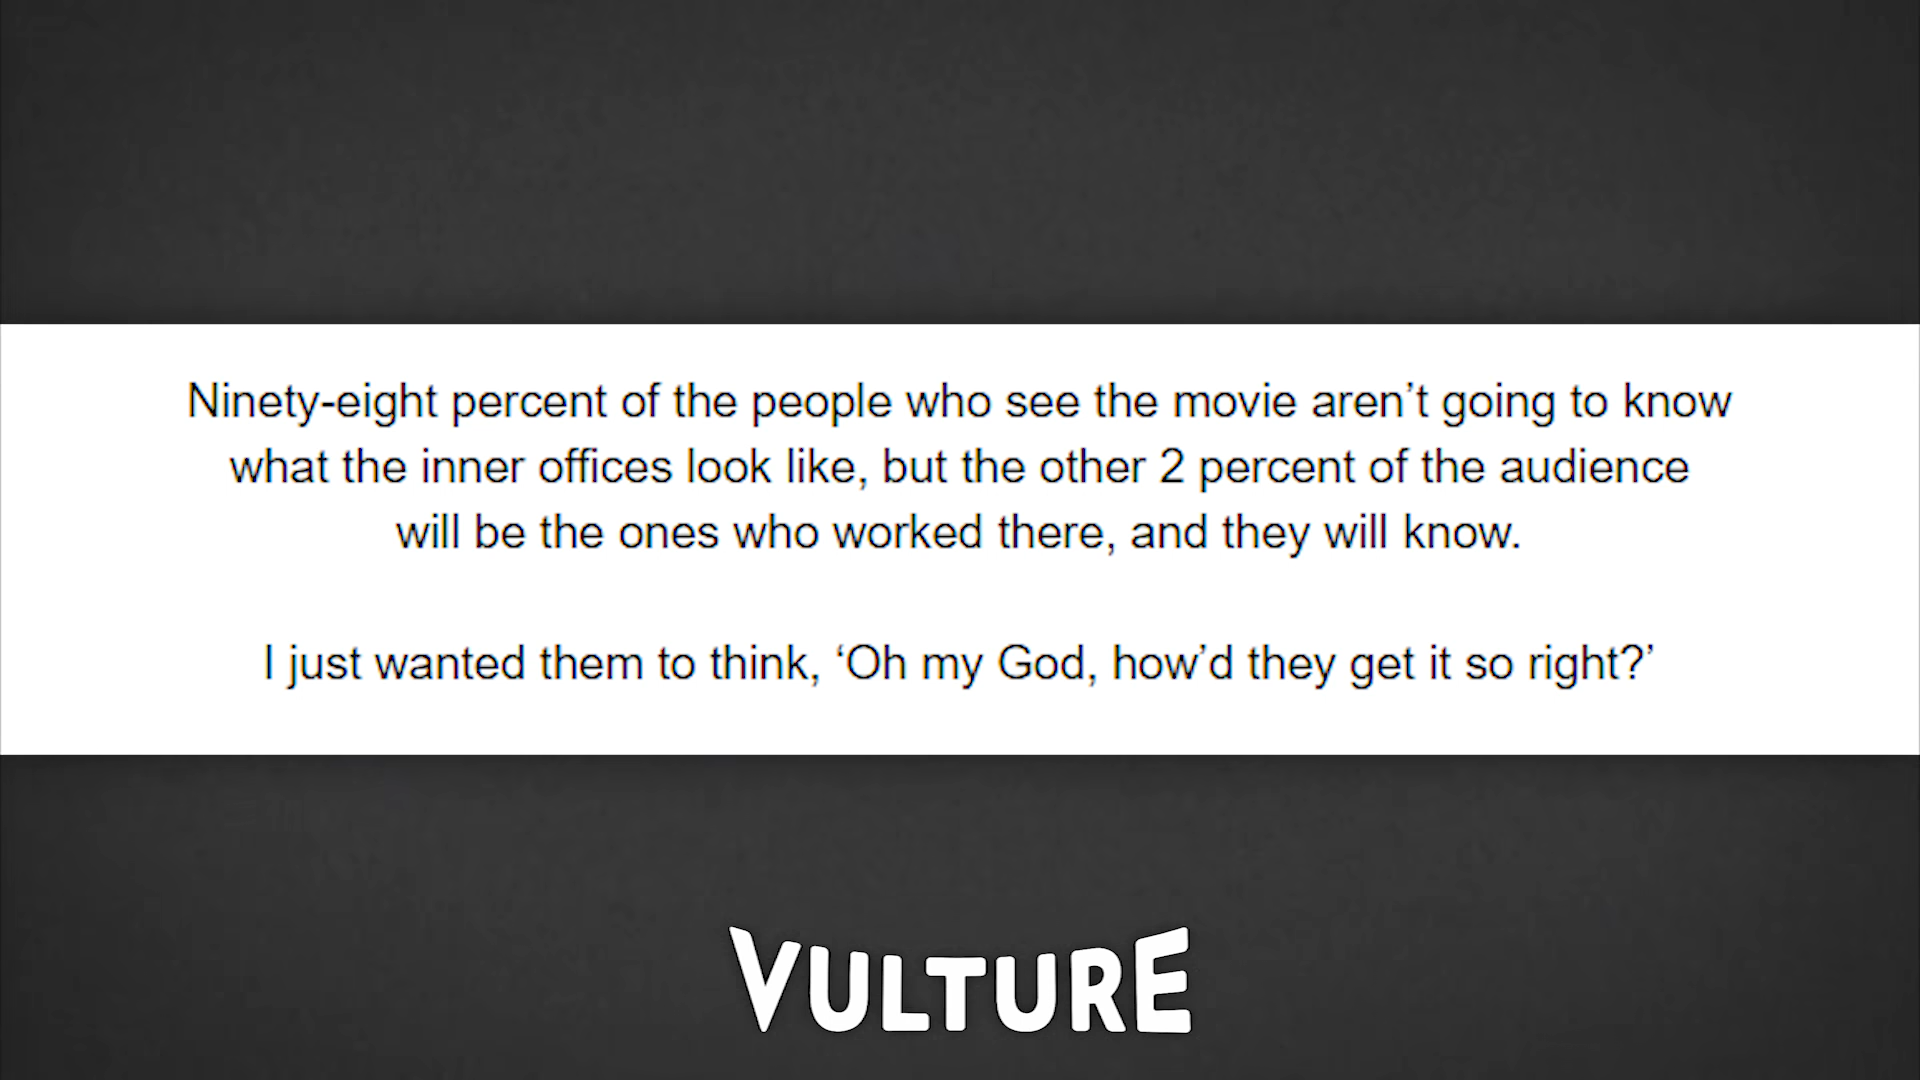 Ninety-eight percent of the people who see the movie aren’t going to know
what the inner offices look like, but the other 2 percent of the audience
will be the ones who worked there, and they will know.
I just wanted them to think, ‘Oh my God, how’d they get it so right?’
VULTURE